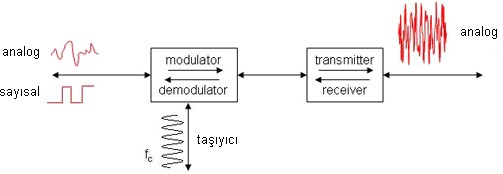 analog
sayısal
modulator
demodulator
fc
taşıyıcı
transmitter
receiver
analog